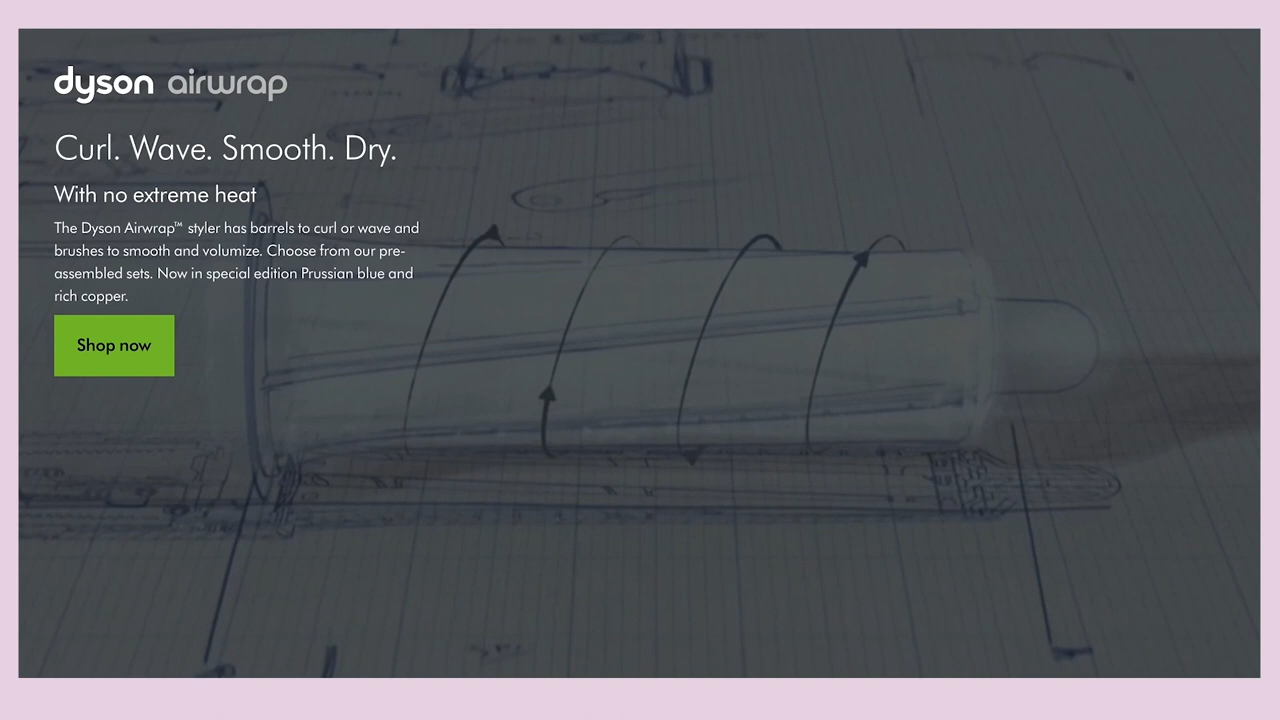 dyson airwrap
Curl. Wave. Smooth. Dry.
With no extreme heat
The Dyson Airwrap™ styler has barrels to curl or wave and
brushes to smooth and volumize. Choose from our pre-
assembled sets. Now in special edition Prussian blue and
rich copper.
Shop now